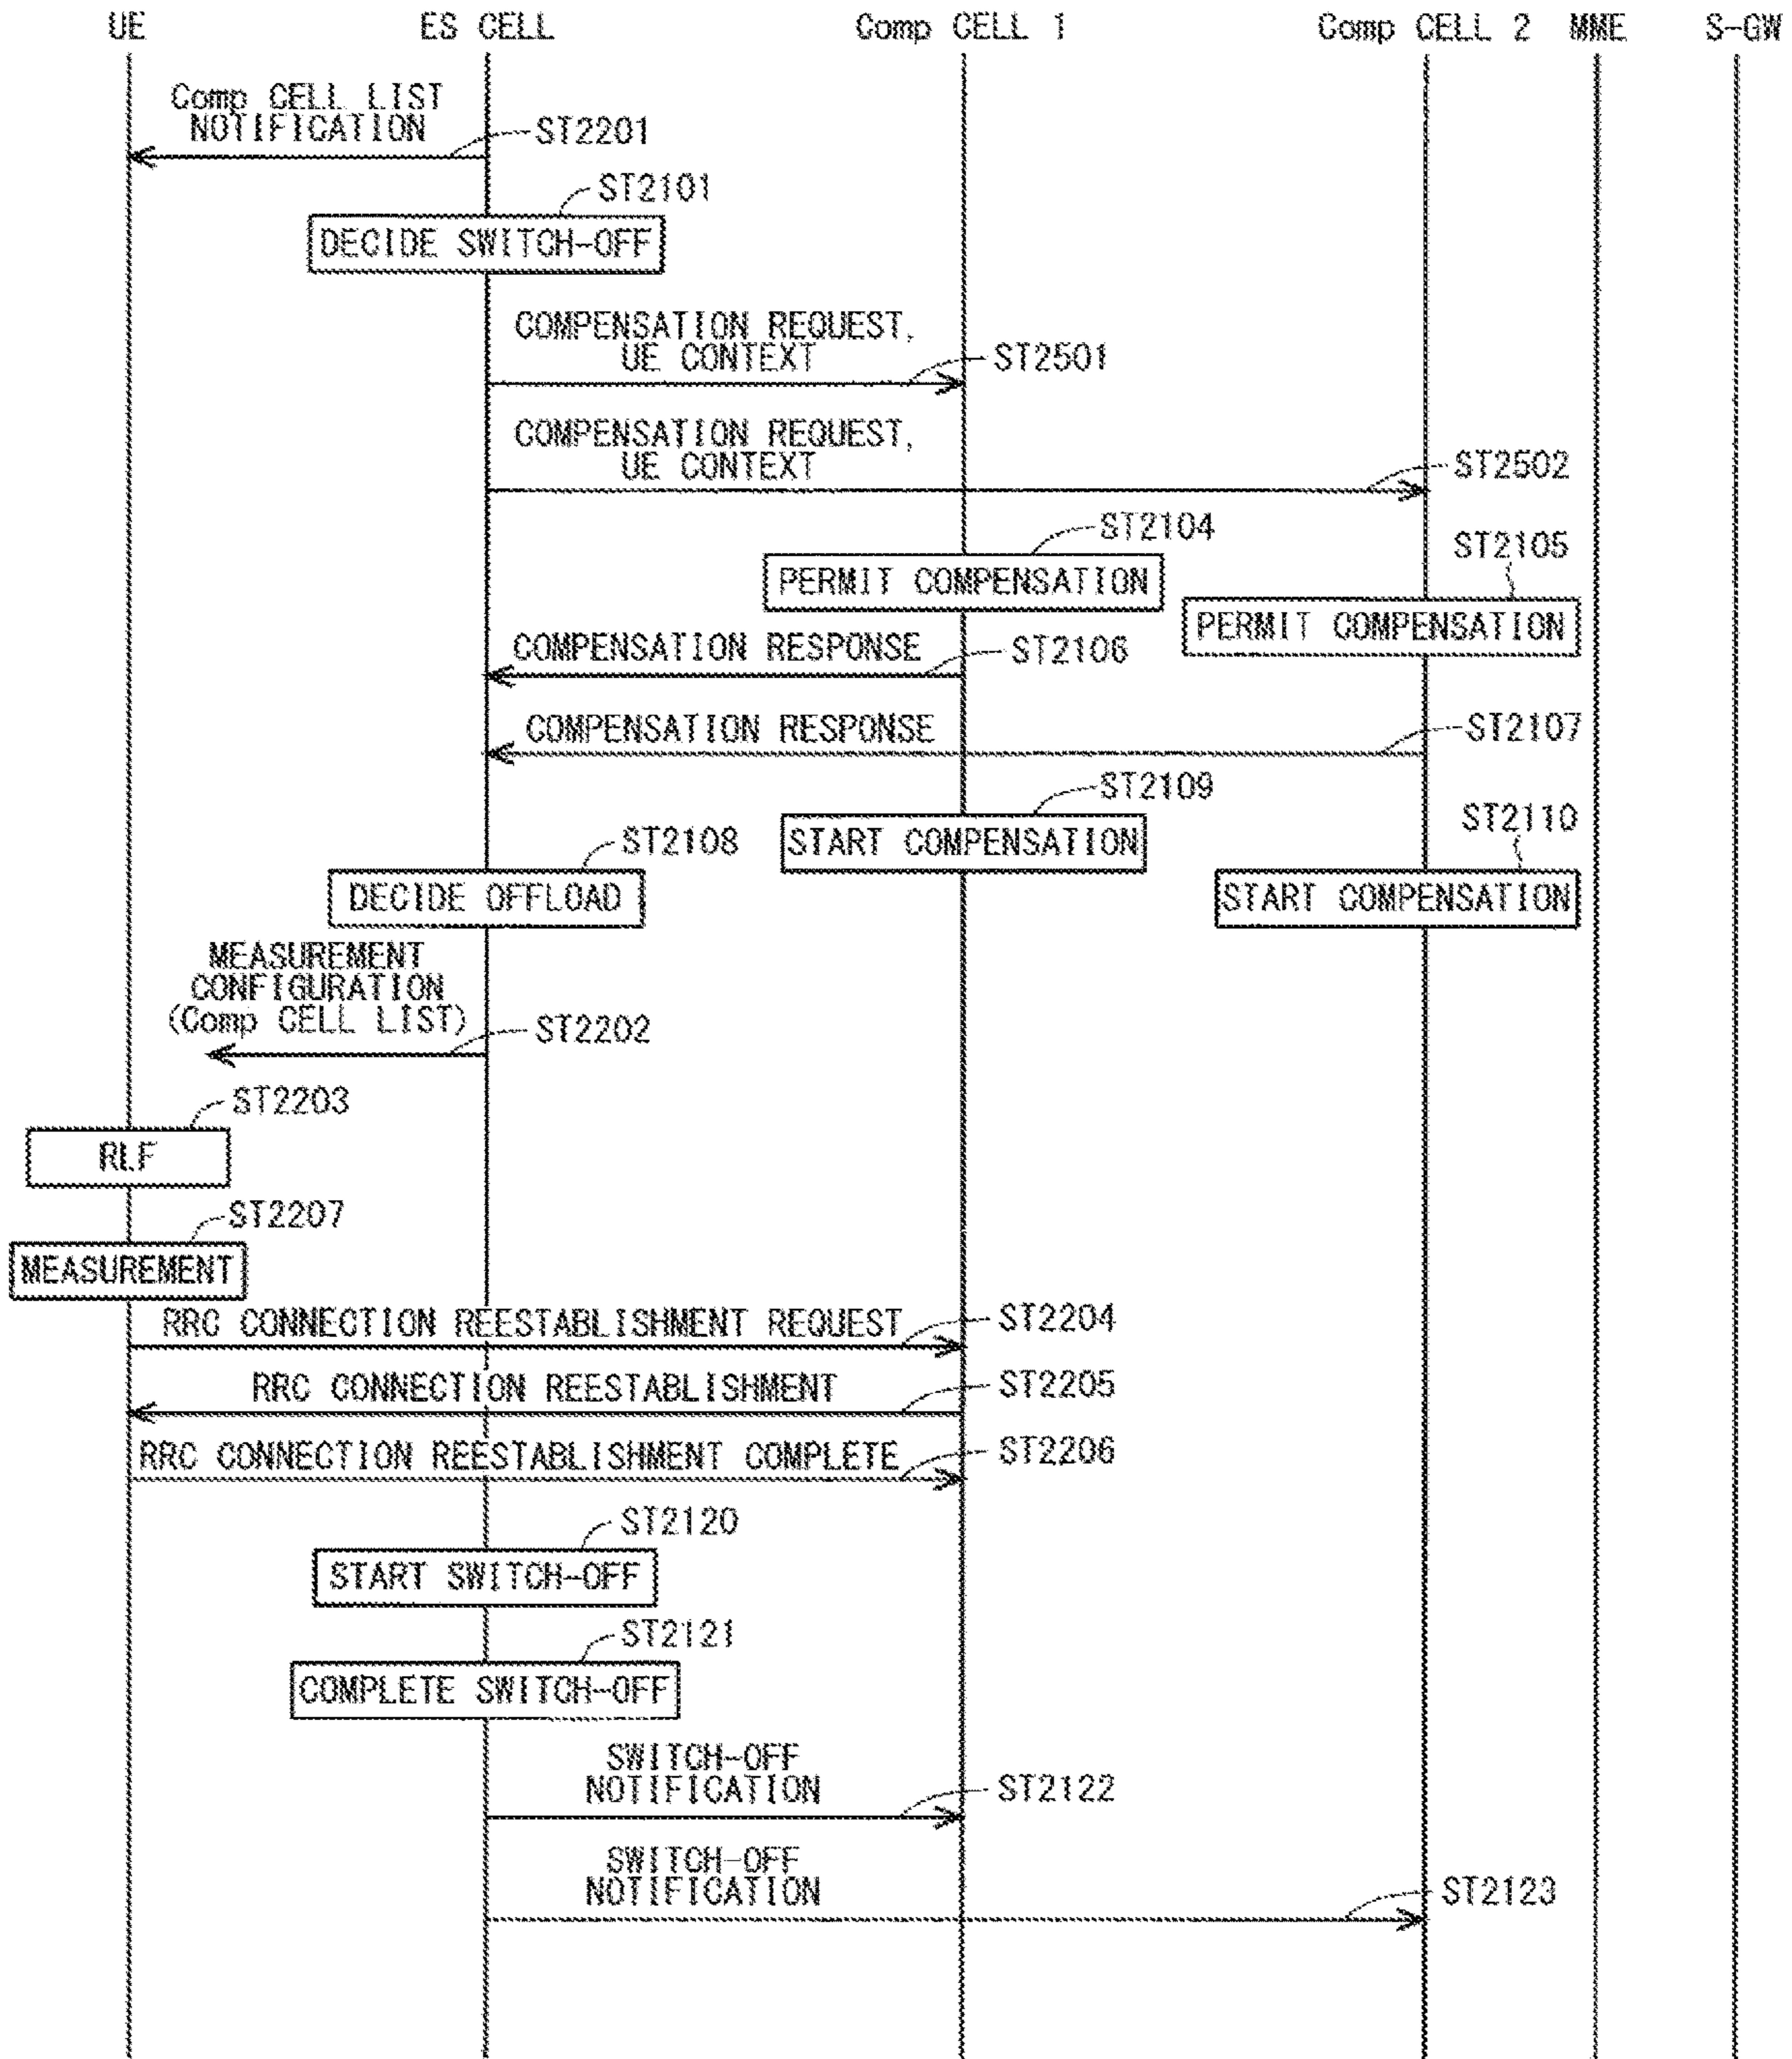 UE ES CELL Comp CELL 1 Comp CELL 2 MME S-GW
Comp CELL LIST
NOTIFICATION
ST2201
ST2101
DECIDE SWITCH-OFF
COMPENSATION REQUEST,
UE CONTEXT
ST2501
COMPENSATION REQUEST,
UE CONTEXT
ST2502
ST2104
PERMIT COMPENSATION
ST2105
PERMIT COMPENSATION
COMPENSATION RESPONSE
ST2106
COMPENSATION RESPONSE
ST2107
ST2109
START COMPENSATION
ST2108
DECIDE OFFLOAD
ST2110
START COMPENSATION
MEASUREMENT
CONFIGURATION
(Comp CELL LIST)
ST2202
ST2203
RLF
ST2207
MEASUREMENT
RRC CONNECTION REESTABLISHMENT REQUEST
ST2204
RRC CONNECTION REESTABLISHMENT
ST2205
RRC CONNECTION REESTABLISHMENT COMPLETE
ST2206
ST2120
START SWITCH-OFF
ST2121
COMPLETE SWITCH-OFF
SWITCH-OFF
NOTIFICATION
ST2122
SWITCH-OFF
NOTIFICATION
ST2123